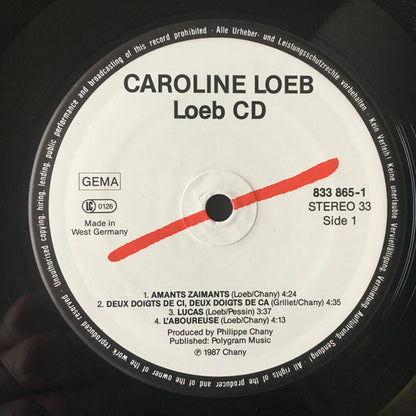 CAROLINE LOEB
Loeb CD
GEMA
LC 0126
Made in
West Germany
833 865-1
STEREO 33
Side 1
1. AMANTS ZAIMANTS (Loeb/Chany) 4:24
2. DEUX DOIGTS DE CI, DEUX DOIGTS DE CA (Grillet/Chany) 4:35
3. LUCAS (Loeb/Pessin) 3:37
4. L'ABOUREUSE (Loeb/Chany) 4:13
Produced by Philippe Chany
Published: Polygram Music
℗ 1987 Chany
Unauthorised copying, hiring, lending, public performance and broadcasting of this record prohibited - Alle Urheber- und Leistungsschutzrechte vorbehalten - Kein Verleih! Keine unerlaubte Vervielfältigung, Vermietung, Aufführung, Sendung! - All rights of the producer and of the owner of the work reproduced reserved -